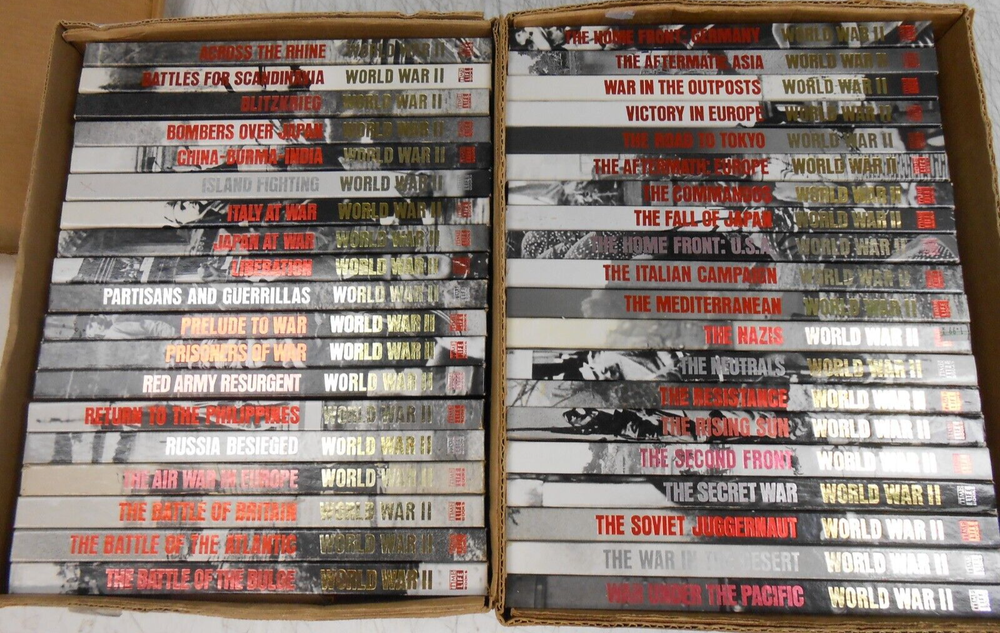 ACROSS THE RHINE WORLD WAR II
BATTLES FOR SCANDINAVIA WORLD WAR II
BLITZKRIEG WORLD WAR II
BOMBERS OVER JAPAN WORLD WAR II
CHINA-BURMA-INDIA WORLD WAR II
ISLAND FIGHTING WORLD WAR II
ITALY AT WAR WORLD WAR II
JAPAN AT WAR WORLD WAR II
LIBERATION WORLD WAR II
PARTISANS AND GUERRILLAS WORLD WAR II
PRELUDE TO WAR WORLD WAR II
PRISONERS OF WAR WORLD WAR II
RED ARMY RESURGENT WORLD WAR II
RETURN TO THE PHILIPPINES WORLD WAR II
RUSSIA BESIEGED WORLD WAR II
THE AIR WAR IN EUROPE WORLD WAR II
THE BATTLE OF BRITAIN WORLD WAR II
THE BATTLE OF THE ATLANTIC WORLD WAR II
THE BATTLE OF THE BULGE WORLD WAR II
THE HOME FRONT: GERMANY WORLD WAR II
THE AFTERMATH: ASIA WORLD WAR II
WAR IN THE OUTPOSTS WORLD WAR II
VICTORY IN EUROPE WORLD WAR II
THE ROAD TO TOKYO WORLD WAR II
THE AFTERMATH: EUROPE WORLD WAR II
THE COMMANDOS WORLD WAR II
THE FALL OF JAPAN WORLD WAR II
THE HOME FRONT: U.S.A. WORLD WAR II
THE ITALIAN CAMPAIGN WORLD WAR II
THE MEDITERRANEAN WORLD WAR II
THE NAZIS WORLD WAR II
THE NEUTRALS WORLD WAR II
THE RESISTANCE WORLD WAR II
THE RISING SUN WORLD WAR II
THE SECOND FRONT WORLD WAR II
THE SECRET WAR WORLD WAR II
THE SOVIET JUGGERNAUT WORLD WAR II
THE WAR IN THE DESERT WORLD WAR II
WAR UNDER THE PACIFIC WORLD WAR II